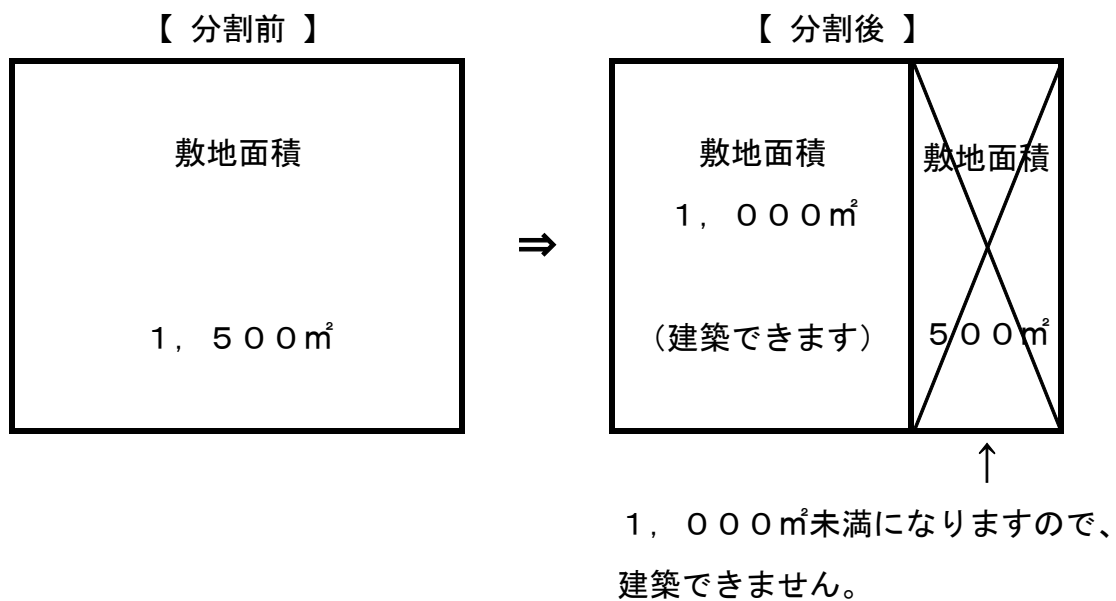 【 分割前 】
敷地面積
１，５００㎡
⇒
【 分割後 】
敷地面積
１，０００㎡
（建築できます）
敷地面積
５００㎡
↑
１，０００㎡未満になりますので、
建築できません。